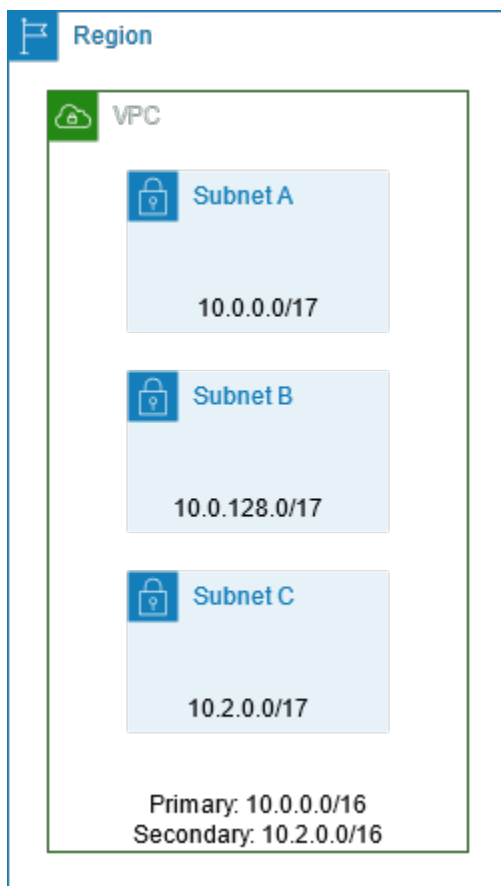 Region
VPC
Subnet A
10.0.0.0/17
Subnet B
10.0.128.0/17
Subnet C
10.2.0.0/17
Primary: 10.0.0.0/16
Secondary: 10.2.0.0/16